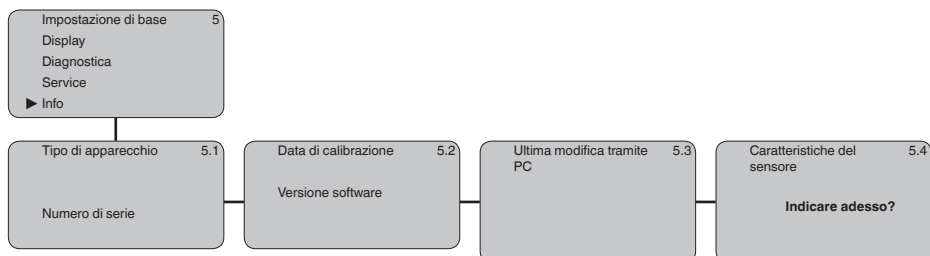 Impostazione di base 5
Display
Diagnostica
Service
▶ Info
Tipo di apparecchio 5.1
Numero di serie
Data di calibrazione 5.2
Versione software
Ultima modifica tramite 5.3
PC
Caratteristiche del 5.4
sensore
Indicare adesso?